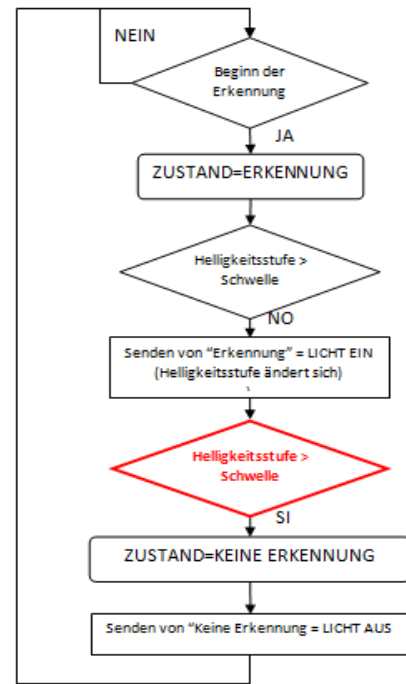 NEIN
Beginn der
Erkennung
JA
ZUSTAND=ERKENNUNG
Helligkeitsstufe >
Schwelle
NO
Senden von "Erkennung" = LICHT EIN
(Helligkeitsstufe ändert sich)
Helligkeitsstufe >
Schwelle
SI
ZUSTAND=KEINE ERKENNUNG
Senden von "Keine Erkennung = LICHT AUS